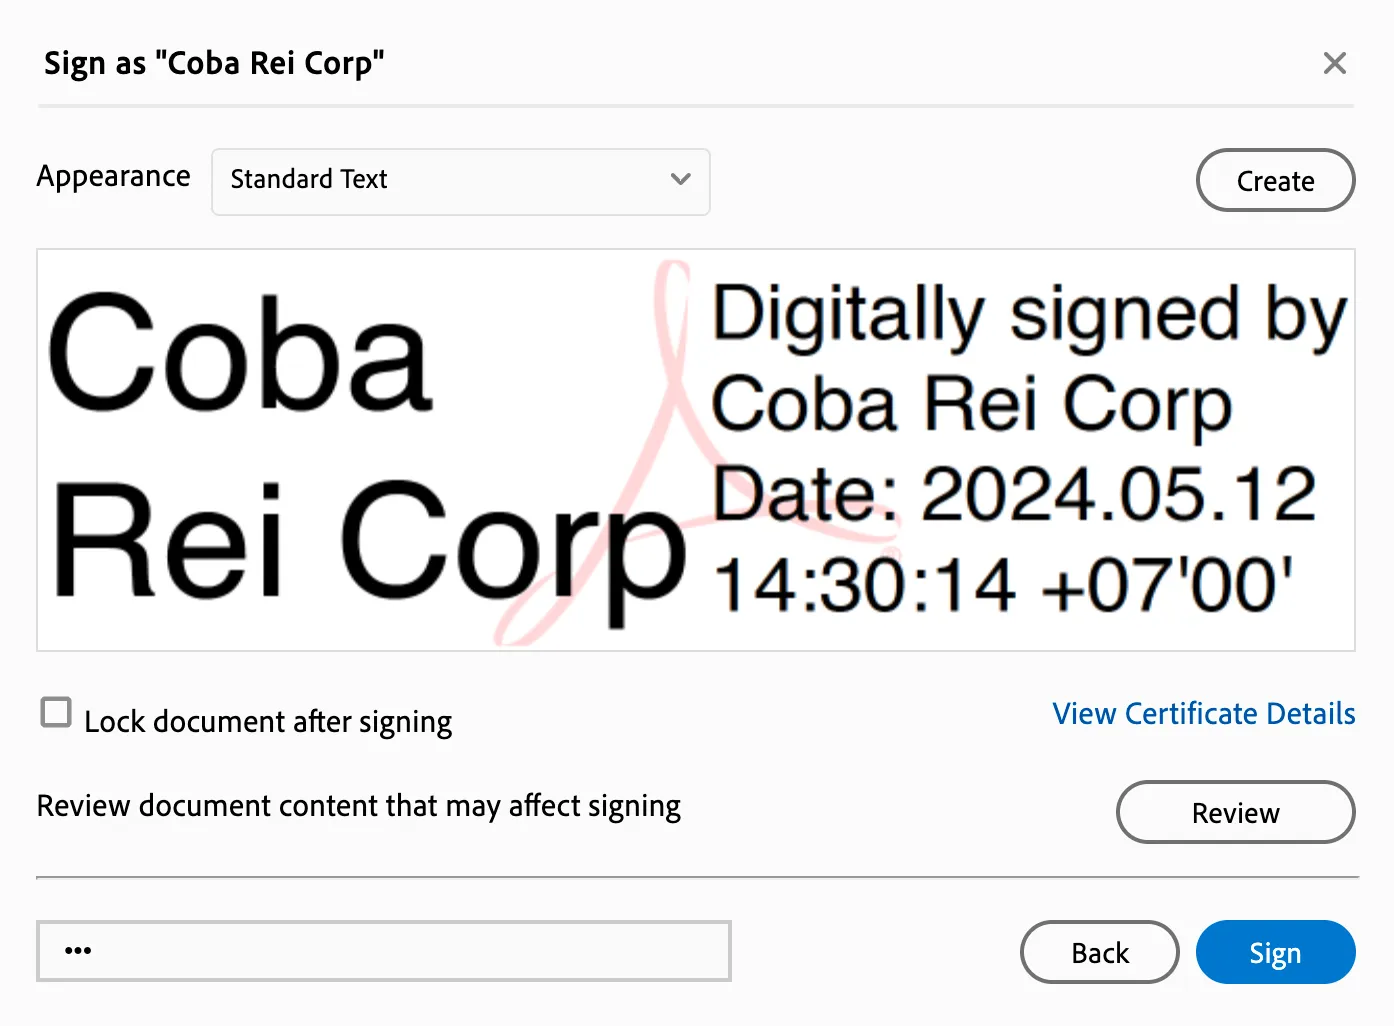 Sign as "Coba Rei Corp"
Appearance
Standard Text
Create
Coba
Rei Corp
Digitally signed by
Coba Rei Corp
Date: 2024.05.12
14:30:14 +07'00'
®
Lock document after signing
View Certificate Details
Review document content that may affect signing
Review
•••
Back
Sign